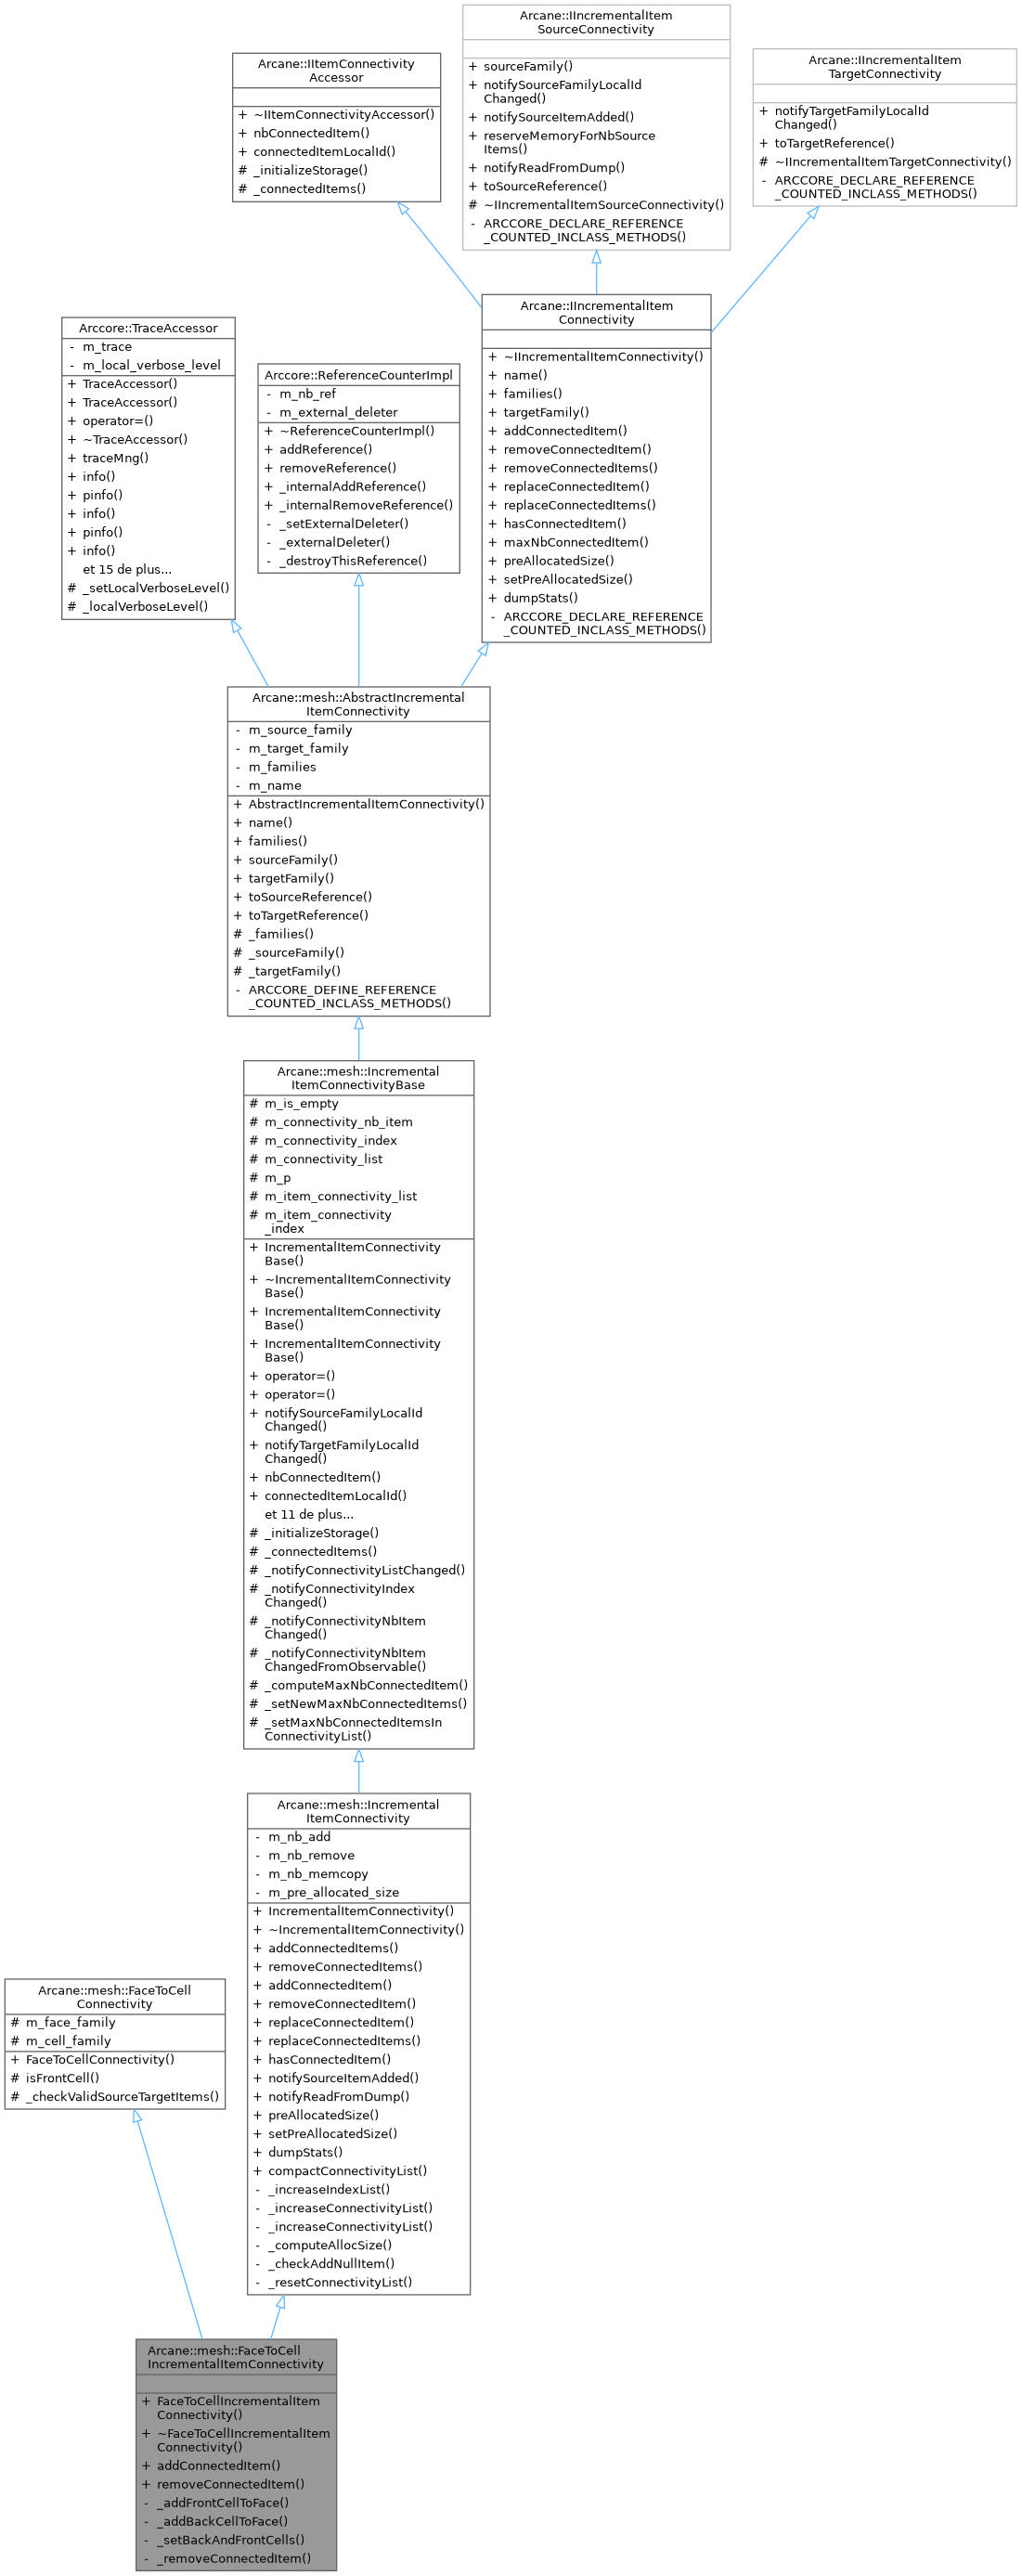 Arcane::IIncrementalItem
SourceConnectivity
+ sourceFamily()
+ notifySourceFamilyLocalId
Changed()
+ notifySourceItemAdded()
+ reserveMemoryForNbSource
Items()
+ notifyReadFromDump()
+ toSourceReference()
# ~IIncrementalItemSourceConnectivity()
- ARCCORE_DECLARE_REFERENCE
_COUNTED_INCLASS_METHODS()
Arcane::IItemConnectivity
Accessor
+ ~IItemConnectivityAccessor()
+ nbConnectedItem()
+ connectedItemLocalId()
# _initializeStorage()
# _connectedItems()
Arcane::IIncrementalItem
TargetConnectivity
+ notifyTargetFamilyLocalId
Changed()
+ toTargetReference()
# ~IIncrementalItemTargetConnectivity()
- ARCCORE_DECLARE_REFERENCE
_COUNTED_INCLASS_METHODS()
Arcane::IIncrementalItem
Connectivity
+ ~IIncrementalItemConnectivity()
+ name()
+ families()
+ targetFamily()
+ addConnectedItem()
+ removeConnectedItem()
+ removeConnectedItems()
+ replaceConnectedItem()
+ replaceConnectedItems()
+ hasConnectedItem()
+ maxNbConnectedItem()
+ preAllocatedSize()
+ setPreAllocatedSize()
+ dumpStats()
- ARCCORE_DECLARE_REFERENCE
_COUNTED_INCLASS_METHODS()
Arccore::TraceAccessor
- m_trace
- m_local_verbose_level
+ TraceAccessor()
+ TraceAccessor()
+ operator=()
+ ~TraceAccessor()
+ traceMng()
+ info()
+ pinfo()
+ info()
+ pinfo()
+ info()
et 15 de plus...
# _setLocalVerboseLevel()
# _localVerboseLevel()
Arccore::ReferenceCounterImpl
- m_nb_ref
- m_external_deleter
+ ~ReferenceCounterImpl()
+ addReference()
+ removeReference()
+ _internalAddReference()
+ _internalRemoveReference()
- _setExternalDeleter()
- _externalDeleter()
- _destroyThisReference()
Arcane::mesh::AbstractIncremental
ItemConnectivity
- m_source_family
- m_target_family
- m_families
- m_name
+ AbstractIncrementalItemConnectivity()
+ name()
+ families()
+ sourceFamily()
+ targetFamily()
+ toSourceReference()
+ toTargetReference()
# _families()
# _sourceFamily()
# _targetFamily()
- ARCCORE_DEFINE_REFERENCE
_COUNTED_INCLASS_METHODS()
Arcane::mesh::Incremental
ItemConnectivityBase
# m_is_empty
# m_connectivity_nb_item
# m_connectivity_index
# m_connectivity_list
# m_p
# m_item_connectivity_list
# m_item_connectivity
_index
+ IncrementalItemConnectivity
Base()
+ ~IncrementalItemConnectivity
Base()
+ IncrementalItemConnectivity
Base()
+ IncrementalItemConnectivity
Base()
+ operator=()
+ operator=()
+ notifySourceFamilyLocalId
Changed()
+ notifyTargetFamilyLocalId
Changed()
+ nbConnectedItem()
+ connectedItemLocalId()
et 11 de plus...
# _initializeStorage()
# _connectedItems()
# _notifyConnectivityListChanged()
# _notifyConnectivityIndex
Changed()
# _notifyConnectivityNbItem
Changed()
# _notifyConnectivityNbItem
ChangedFromObservable()
# _computeMaxNbConnectedItem()
# _setNewMaxNbConnectedItems()
# _setMaxNbConnectedItemsIn
ConnectivityList()
Arcane::mesh::Incremental
ItemConnectivity
- m_nb_add
- m_nb_remove
- m_nb_memcopy
- m_pre_allocated_size
+ IncrementalItemConnectivity()
+ ~IncrementalItemConnectivity()
+ addConnectedItems()
+ removeConnectedItems()
+ addConnectedItem()
+ removeConnectedItem()
+ replaceConnectedItem()
+ replaceConnectedItems()
+ hasConnectedItem()
+ notifySourceItemAdded()
+ notifyReadFromDump()
+ preAllocatedSize()
+ setPreAllocatedSize()
+ dumpStats()
+ compactConnectivityList()
- _increaseIndexList()
- _increaseConnectivityList()
- _increaseConnectivityList()
- _computeAllocSize()
- _checkAddNullItem()
- _resetConnectivityList()
Arcane::mesh::FaceToCell
Connectivity
# m_face_family
# m_cell_family
+ FaceToCellConnectivity()
# isFrontCell()
# _checkValidSourceTargetItems()
Arcane::mesh::FaceToCell
IncrementalItemConnectivity
+ FaceToCellIncrementalItem
Connectivity()
+ ~FaceToCellIncrementalItem
Connectivity()
+ addConnectedItem()
+ removeConnectedItem()
- _addFrontCellToFace()
- _addBackCellToFace()
- _setBackAndFrontCells()
- _removeConnectedItem()